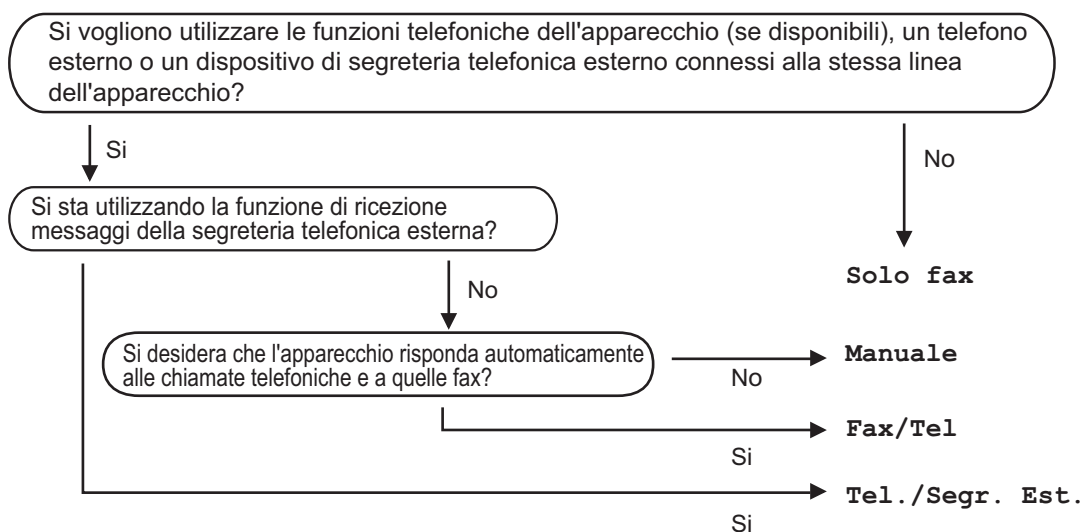 Si vogliono utilizzare le funzioni telefoniche dell'apparecchio (se disponibili), un telefono
esterno o un dispositivo di segreteria telefonica esterno connessi alla stessa linea
dell'apparecchio?
Si
No
Si sta utilizzando la funzione di ricezione
messaggi della segreteria telefonica esterna?
Solo fax
No
Si desidera che l'apparecchio risponda automaticamente
alle chiamate telefoniche e a quelle fax?
No
Manuale
Fax/Tel
Si
Tel./Segr. Est.
Si